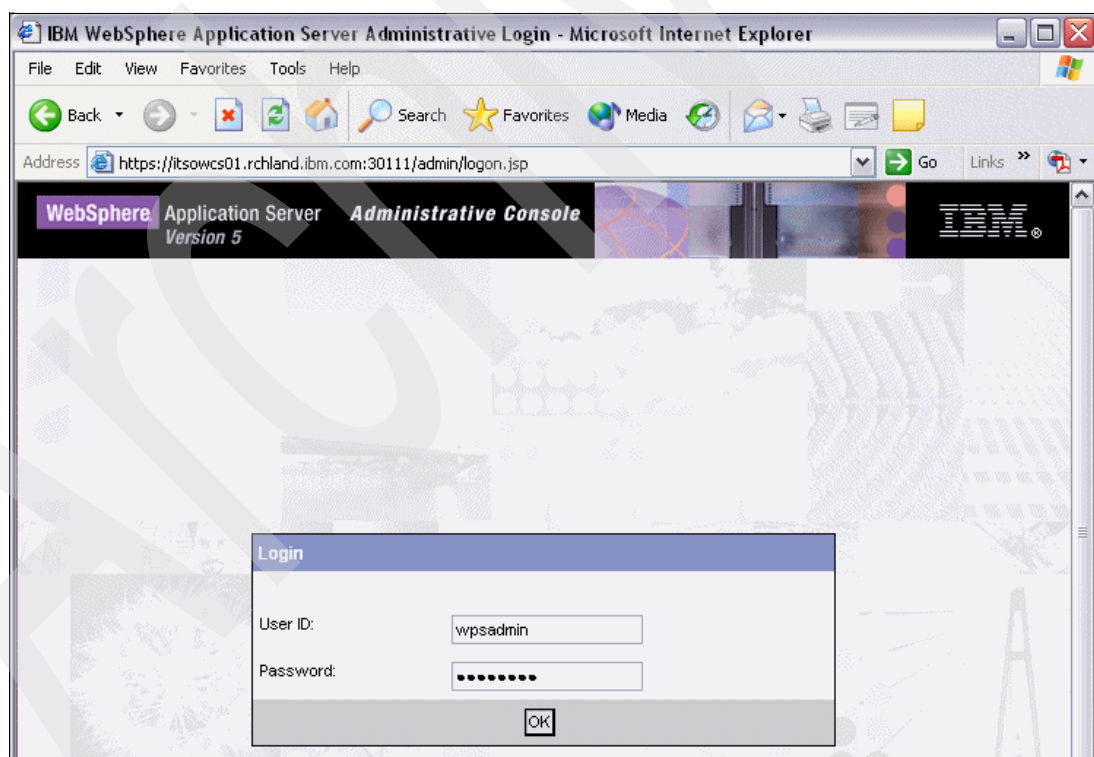 IBM WebSphere Application Server Administrative Login - Microsoft Internet Explorer
File Edit View Favorites Tools Help
Back Search Favorites Media
Address https://itsowcs01.rchland.ibm.com:30111/admin/logon.jsp Go Links »
WebSphere Application Server Administrative Console
Version 5
IBM®
Login
User ID: wpsadmin
Password: ••••••••
OK